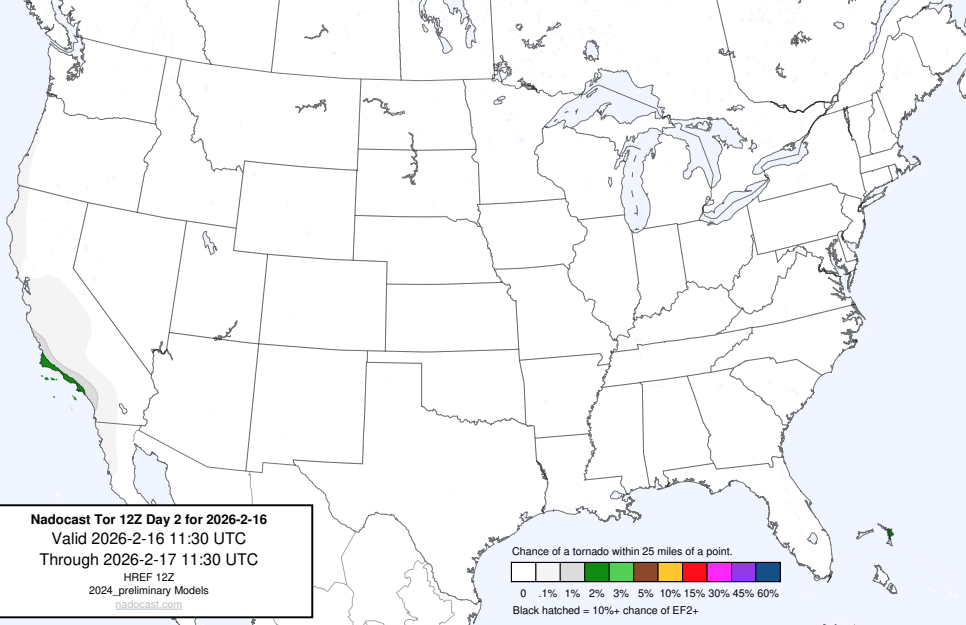 Nadocast Tor 12Z Day 2 for 2026-2-16
Valid 2026-2-16 11:30 UTC
Through 2026-2-17 11:30 UTC
HREF 12Z
2024_preliminary Models
nadocast.com
Chance of a tornado within 25 miles of a point.
0 .1% 1% 2% 3% 5% 10% 15% 30% 45% 60%
Black hatched = 10%+ chance of EF2+